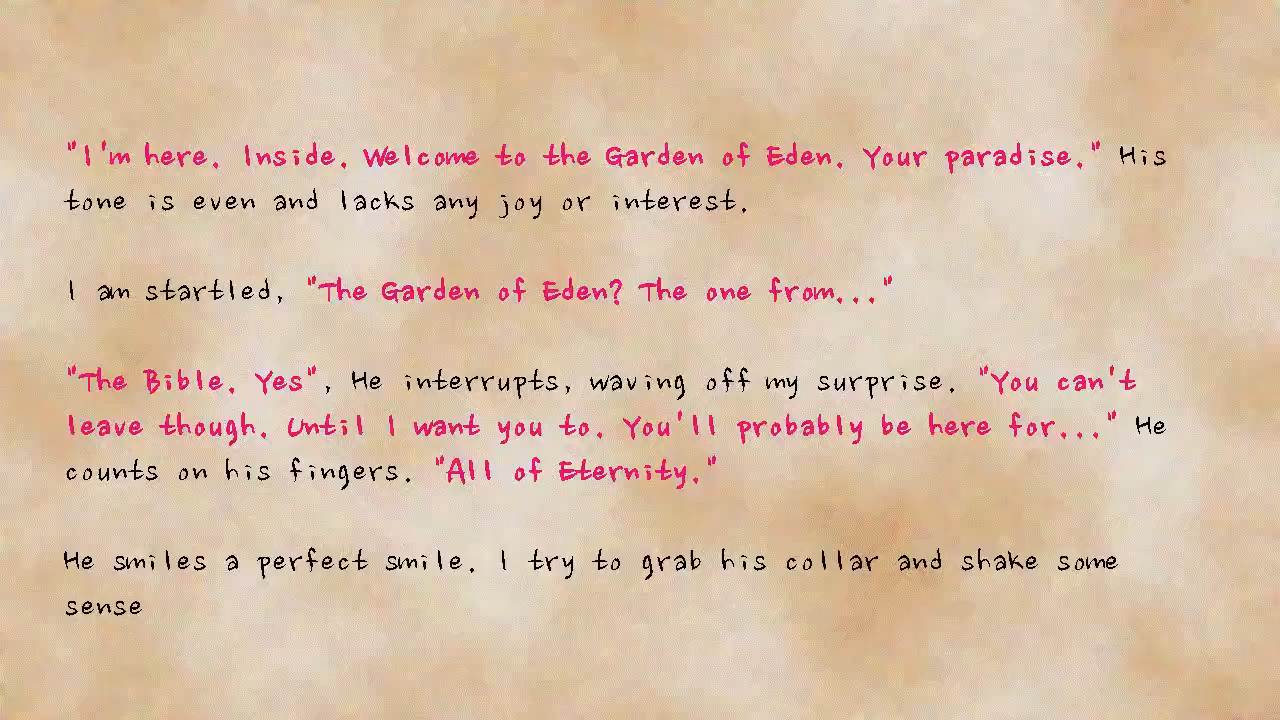 "I'm here. Inside. Welcome to the Garden of Eden. Your paradise." His
tone is even and lacks any joy or interest.
I am startled, "The Garden of Eden? The one from..."
"The Bible. Yes", He interrupts, waving off my surprise. "You can't
leave though. Until I want you to. You'll probably be here for..." He
counts on his fingers. "All of Eternity."
He smiles a perfect smile. I try to grab his collar and shake some
sense